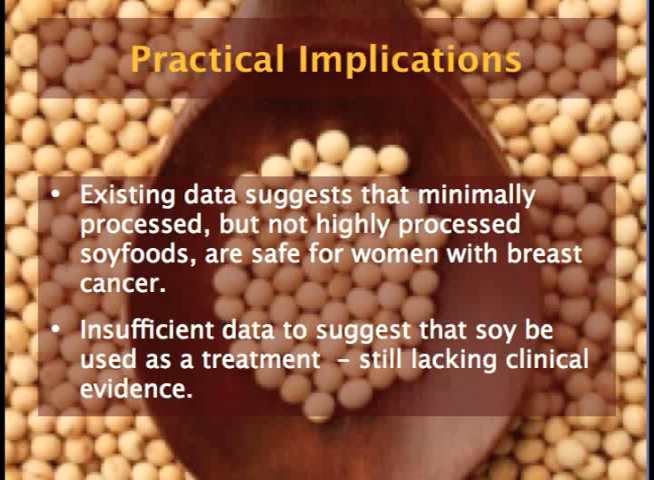 Practical Implications
• Existing data suggests that minimally
processed, but not highly processed
soyfoods, are safe for women with breast
cancer.
• Insufficient data to suggest that soy be
used as a treatment – still lacking clinical
evidence.